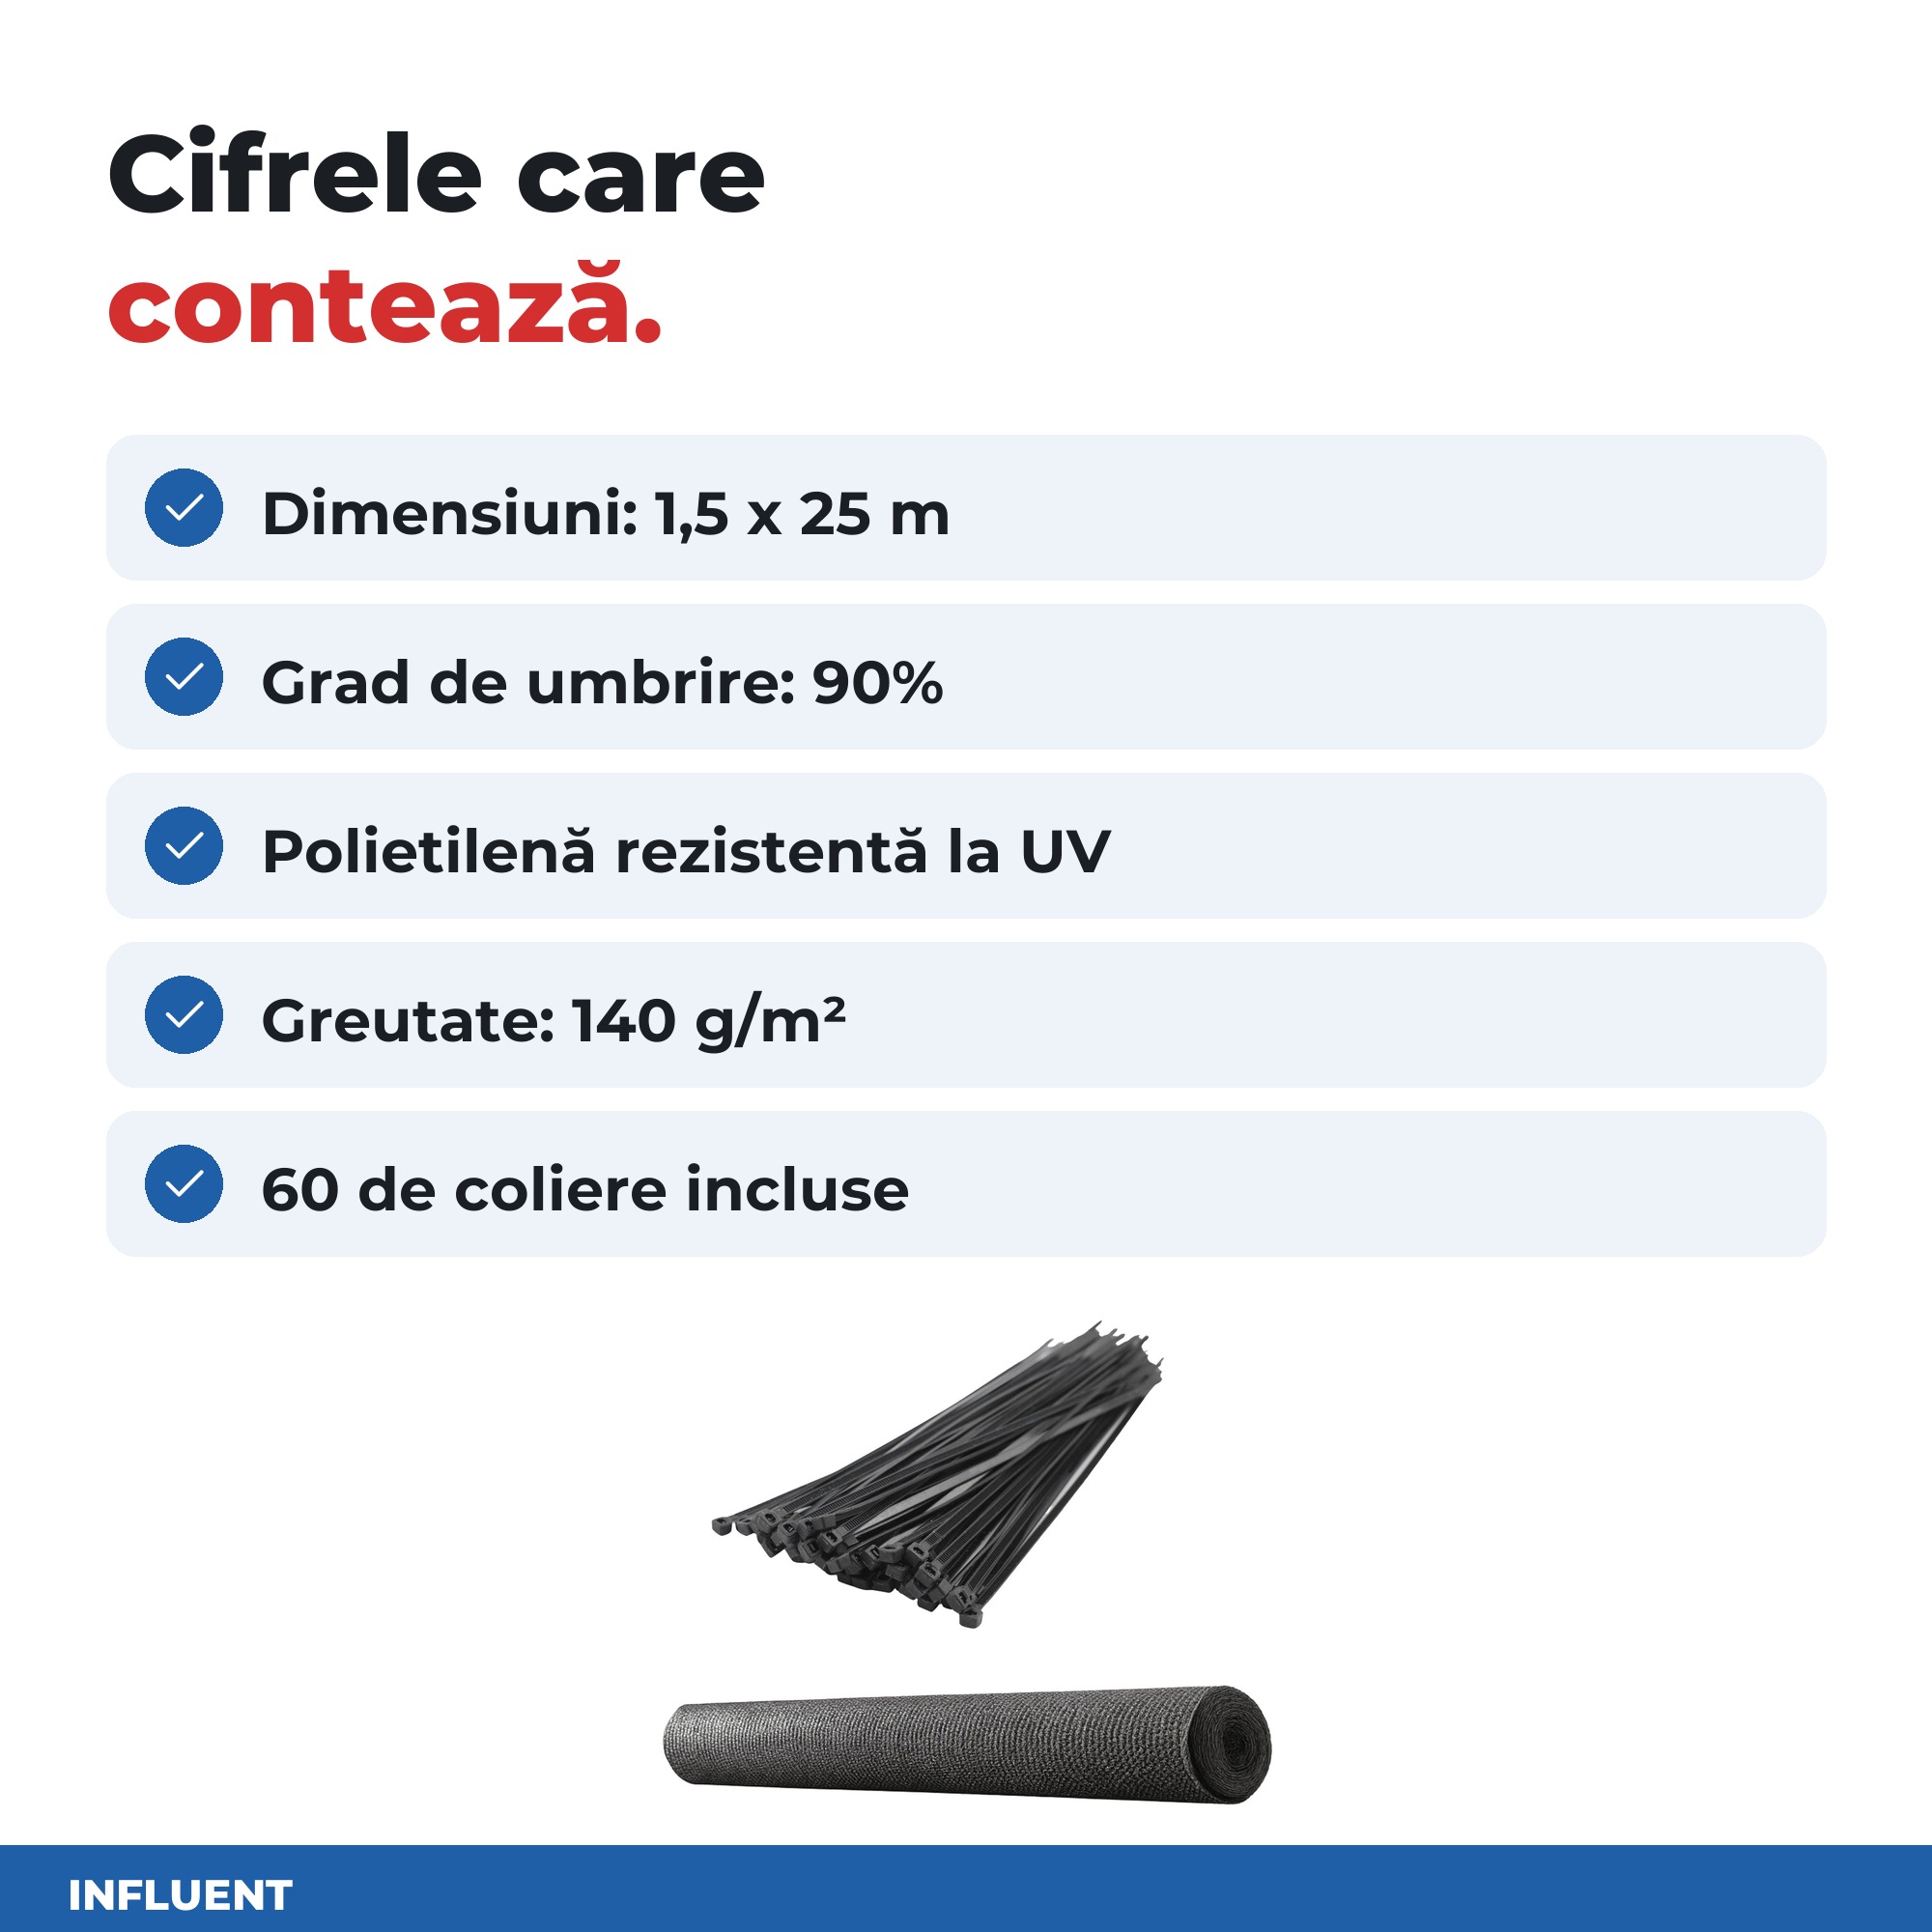 Cifrele care
contează.
Dimensiuni: 1,5 x 25 m
Grad de umbrire: 90%
Polietilenă rezistentă la UV
Greutate: 140 g/m²
60 de coliere incluse
INFLUENT